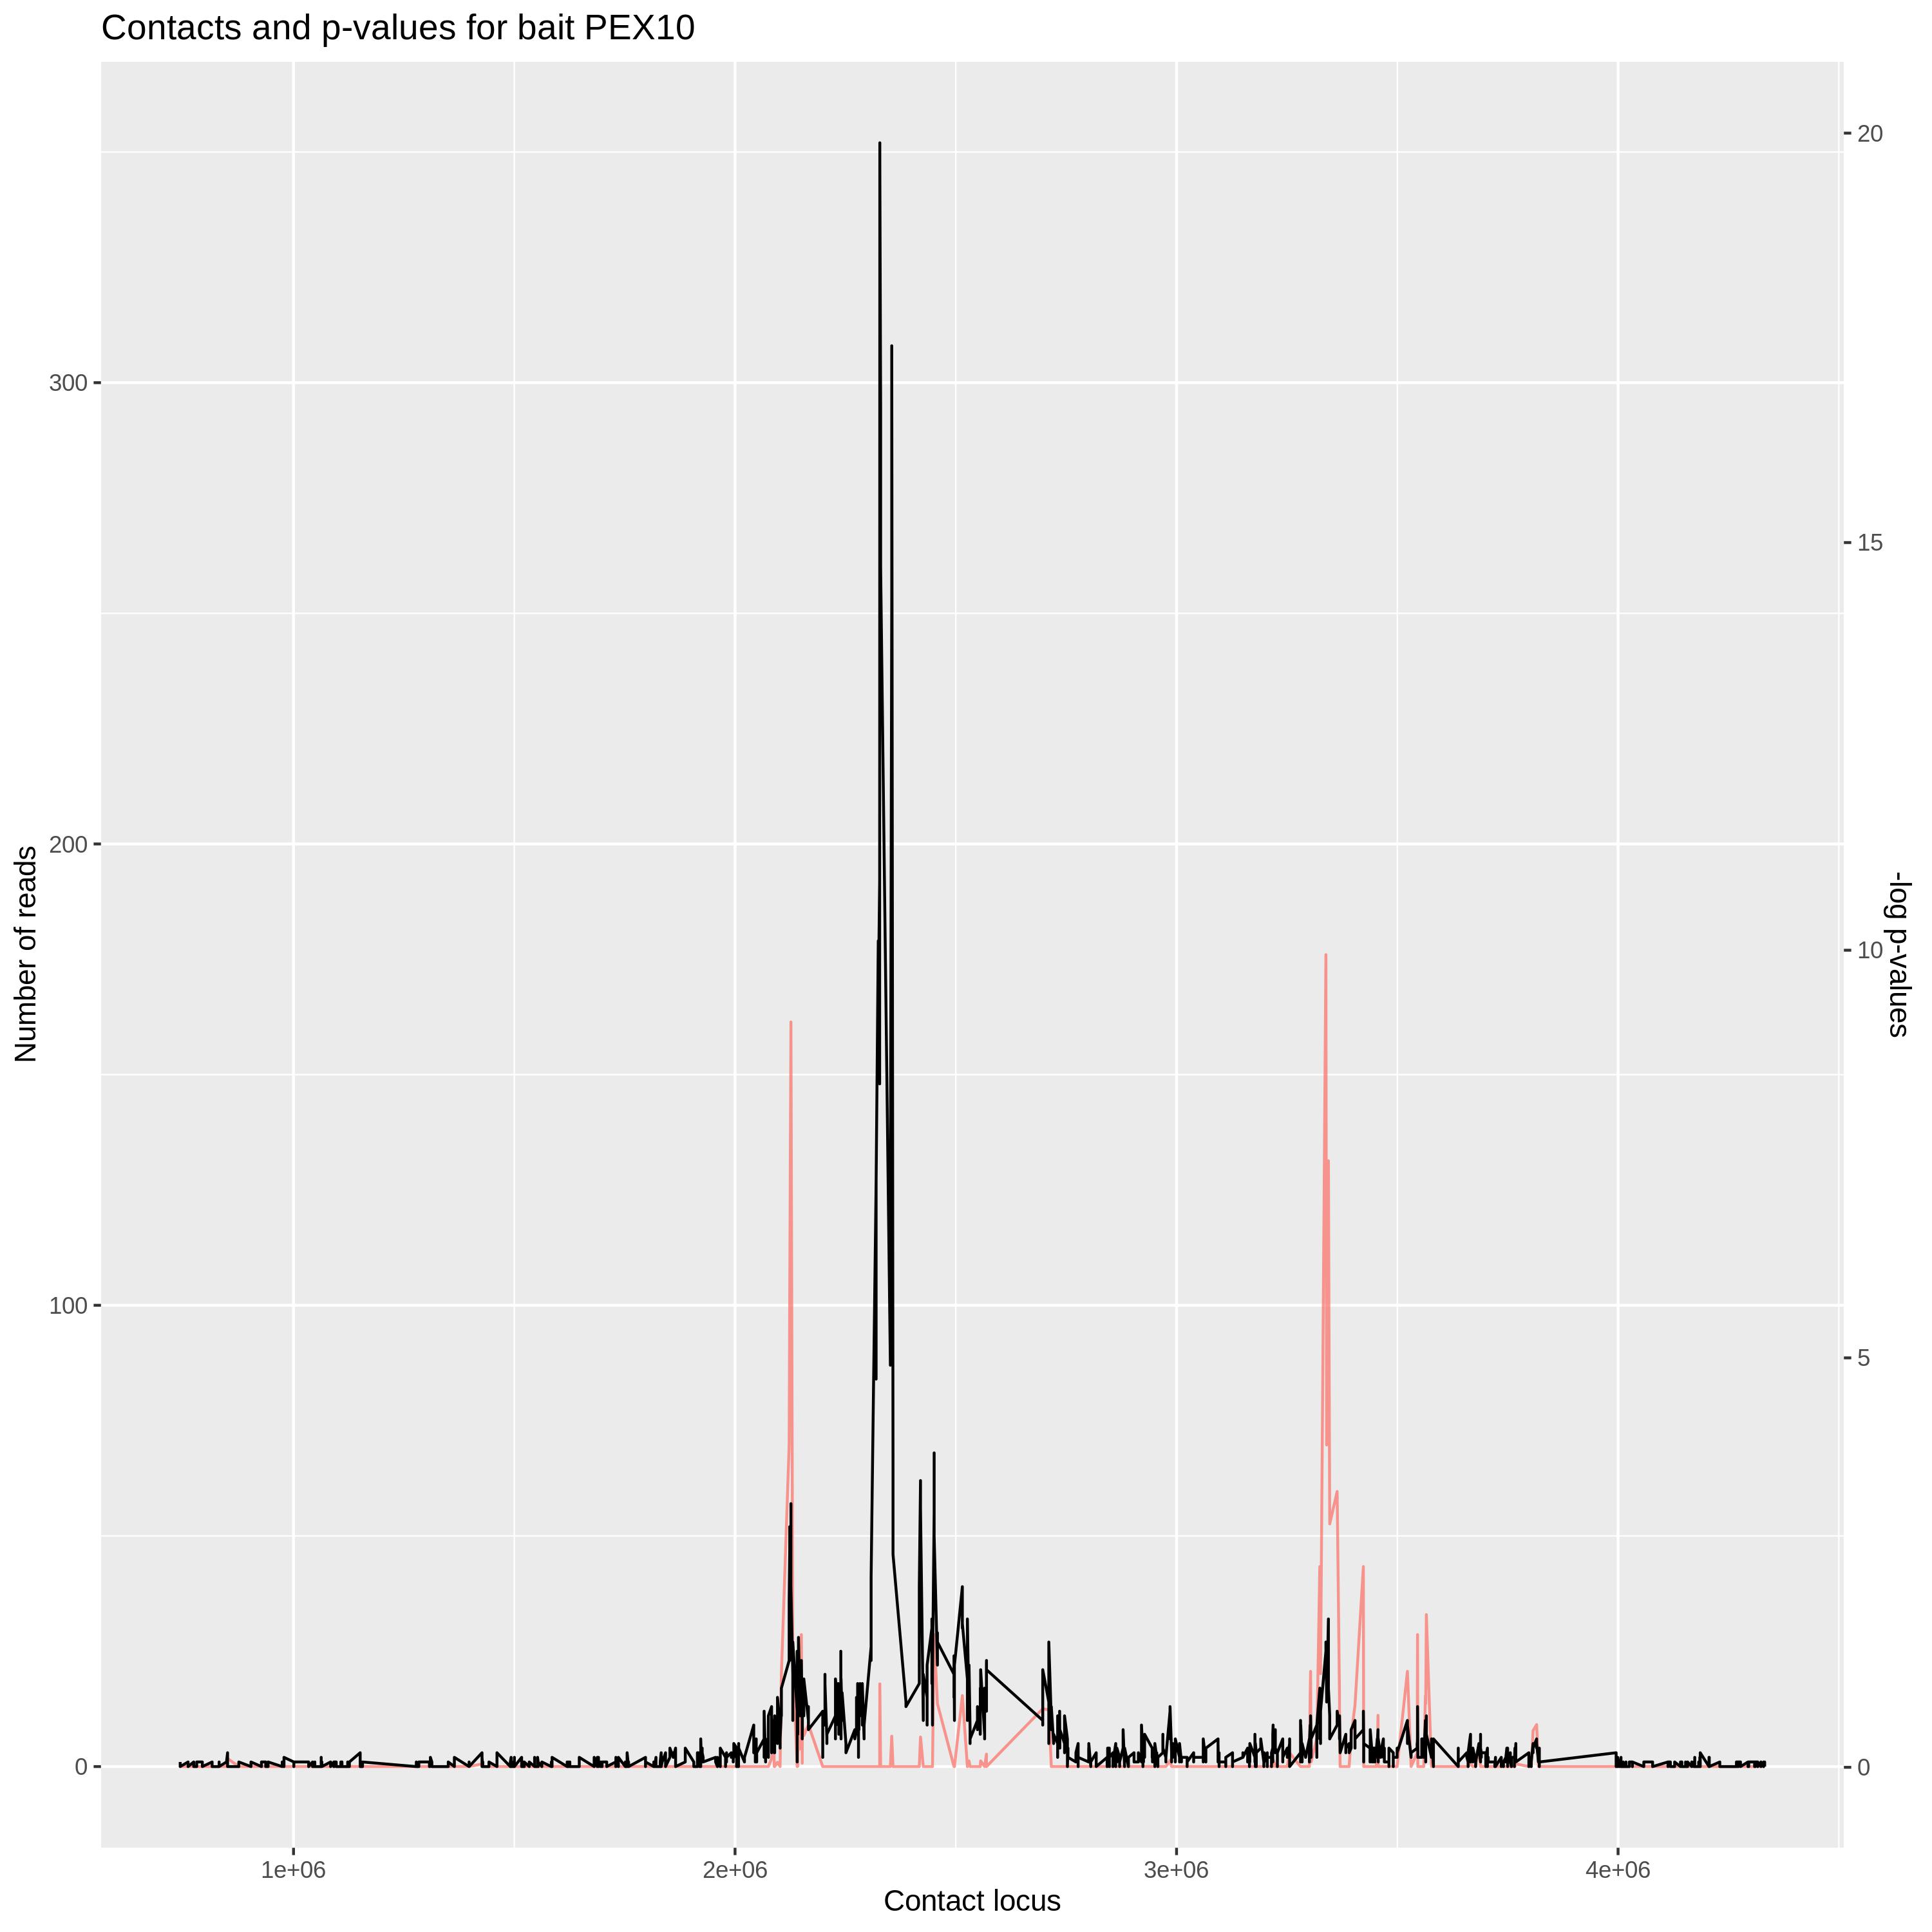 Contacts and p-values for bait PEX10
Number of reads
300
200
100
0
20
15
10
5
0
-log p-values
1e+06
2e+06
3e+06
4e+06
Contact locus